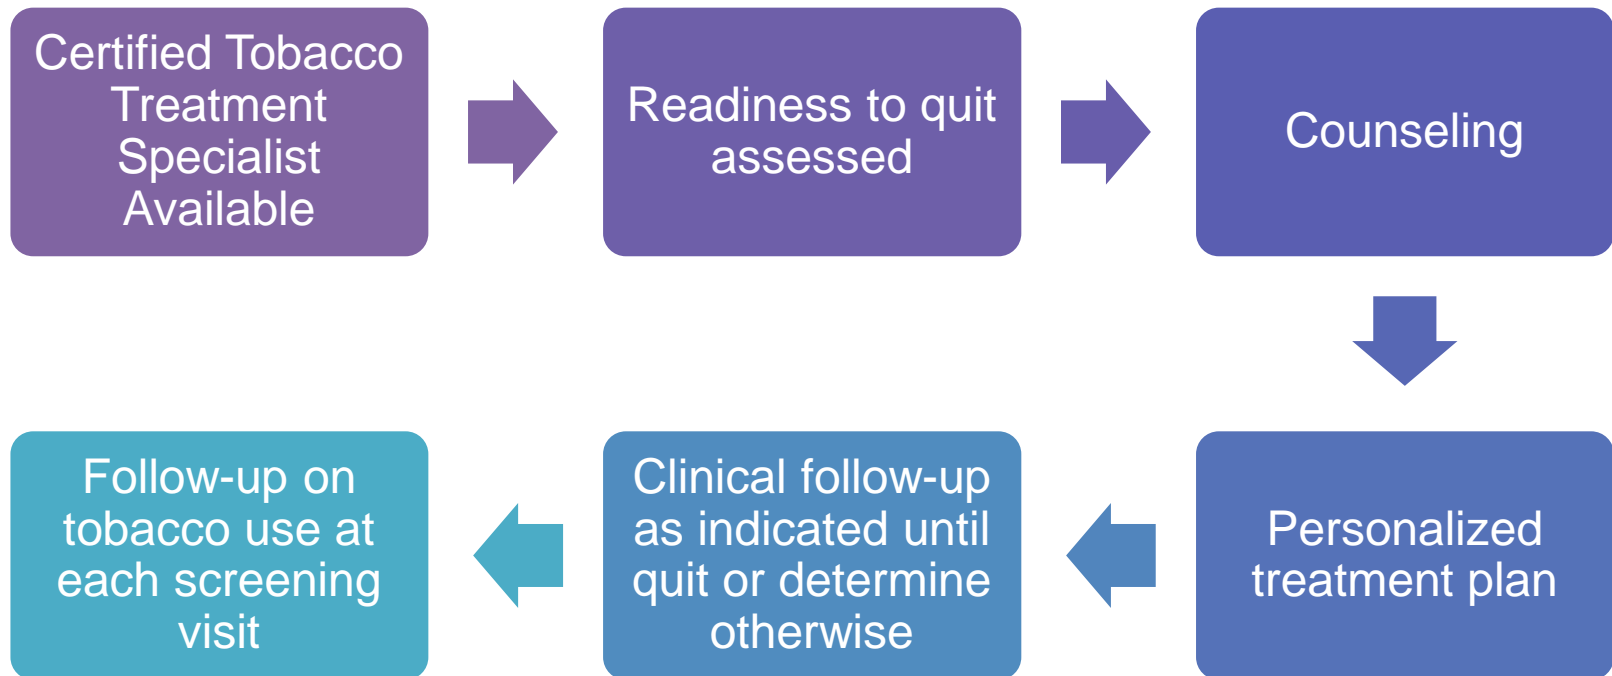 Certified Tobacco
Treatment
Specialist
Available
Readiness to quit
assessed
Counseling
Personalized
treatment plan
Clinical follow-up
as indicated until
quit or determine
otherwise
Follow-up on
tobacco use at
each screening
visit